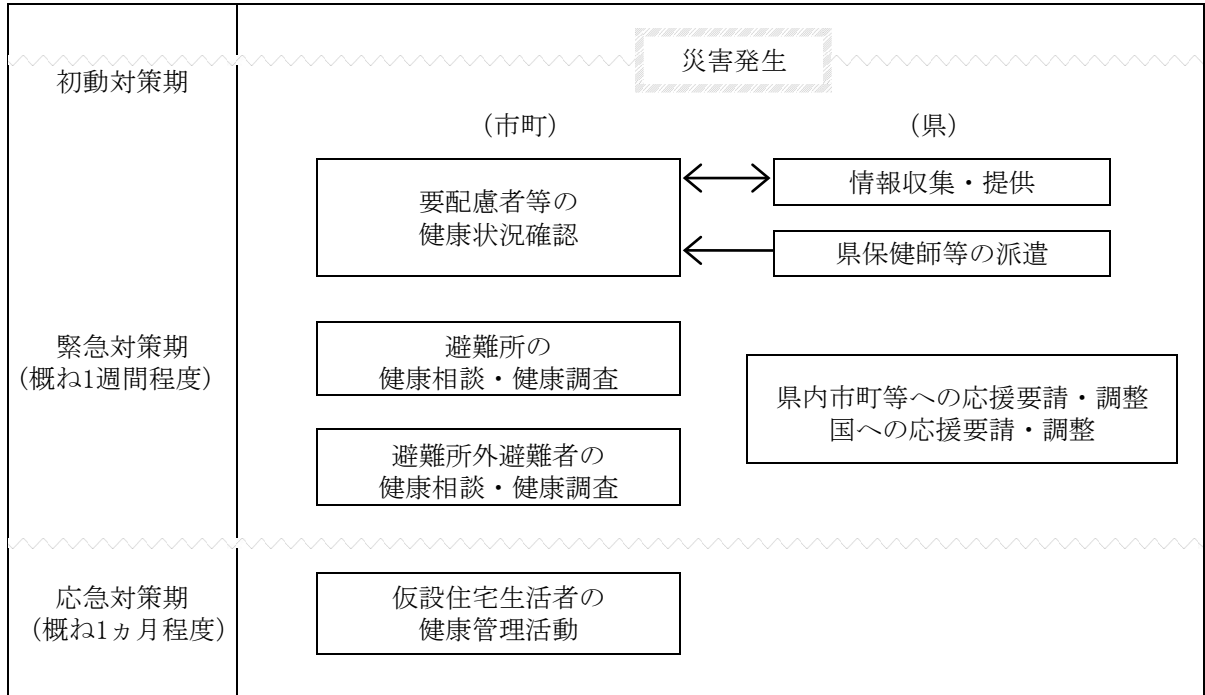 災害発生
初動対策期
(市町)
(県)
要配慮者等の
健康状況確認
情報収集・提供
県保健師等の派遣
緊急対策期
(概ね1週間程度)
避難所の
健康相談・健康調査
避難所外避難者の
健康相談・健康調査
県内市町等への応援要請・調整
国への応援要請・調整
応急対策期
(概ね1ヵ月程度)
仮設住宅生活者の
健康管理活動